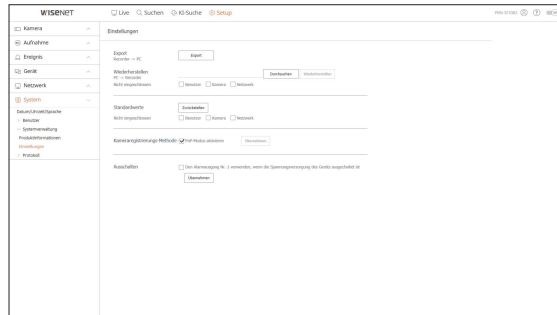 WISENET
Live Suchen KI-Suche Setup
Kamera
Aufnahme
Ereignis
Gerät
Netzwerk
System
Datum/Uhrzeit/Sprache
Benutzer
Systemverwaltung
Produktinformationen
Einstellungen
Protokoll
Einstellungen
Export
Recorder → PC
Export
Wiederherstellen
PC → Recorder
Durchsuchen Wiederherstellen
Nicht eingeschlossen Benutzer Kamera Netzwerk
Standardwerte
Zurückstellen
Nicht eingeschlossen Benutzer Kamera Netzwerk
Kameraregistrierungs-Methode PnP-Modus aktivieren Übernehmen
Ausschalten
Den Alarmausgang Nr. 1 verwenden, wenn die Spannungsversorgung des Geräts ausgeschaltet ist
Übernehmen